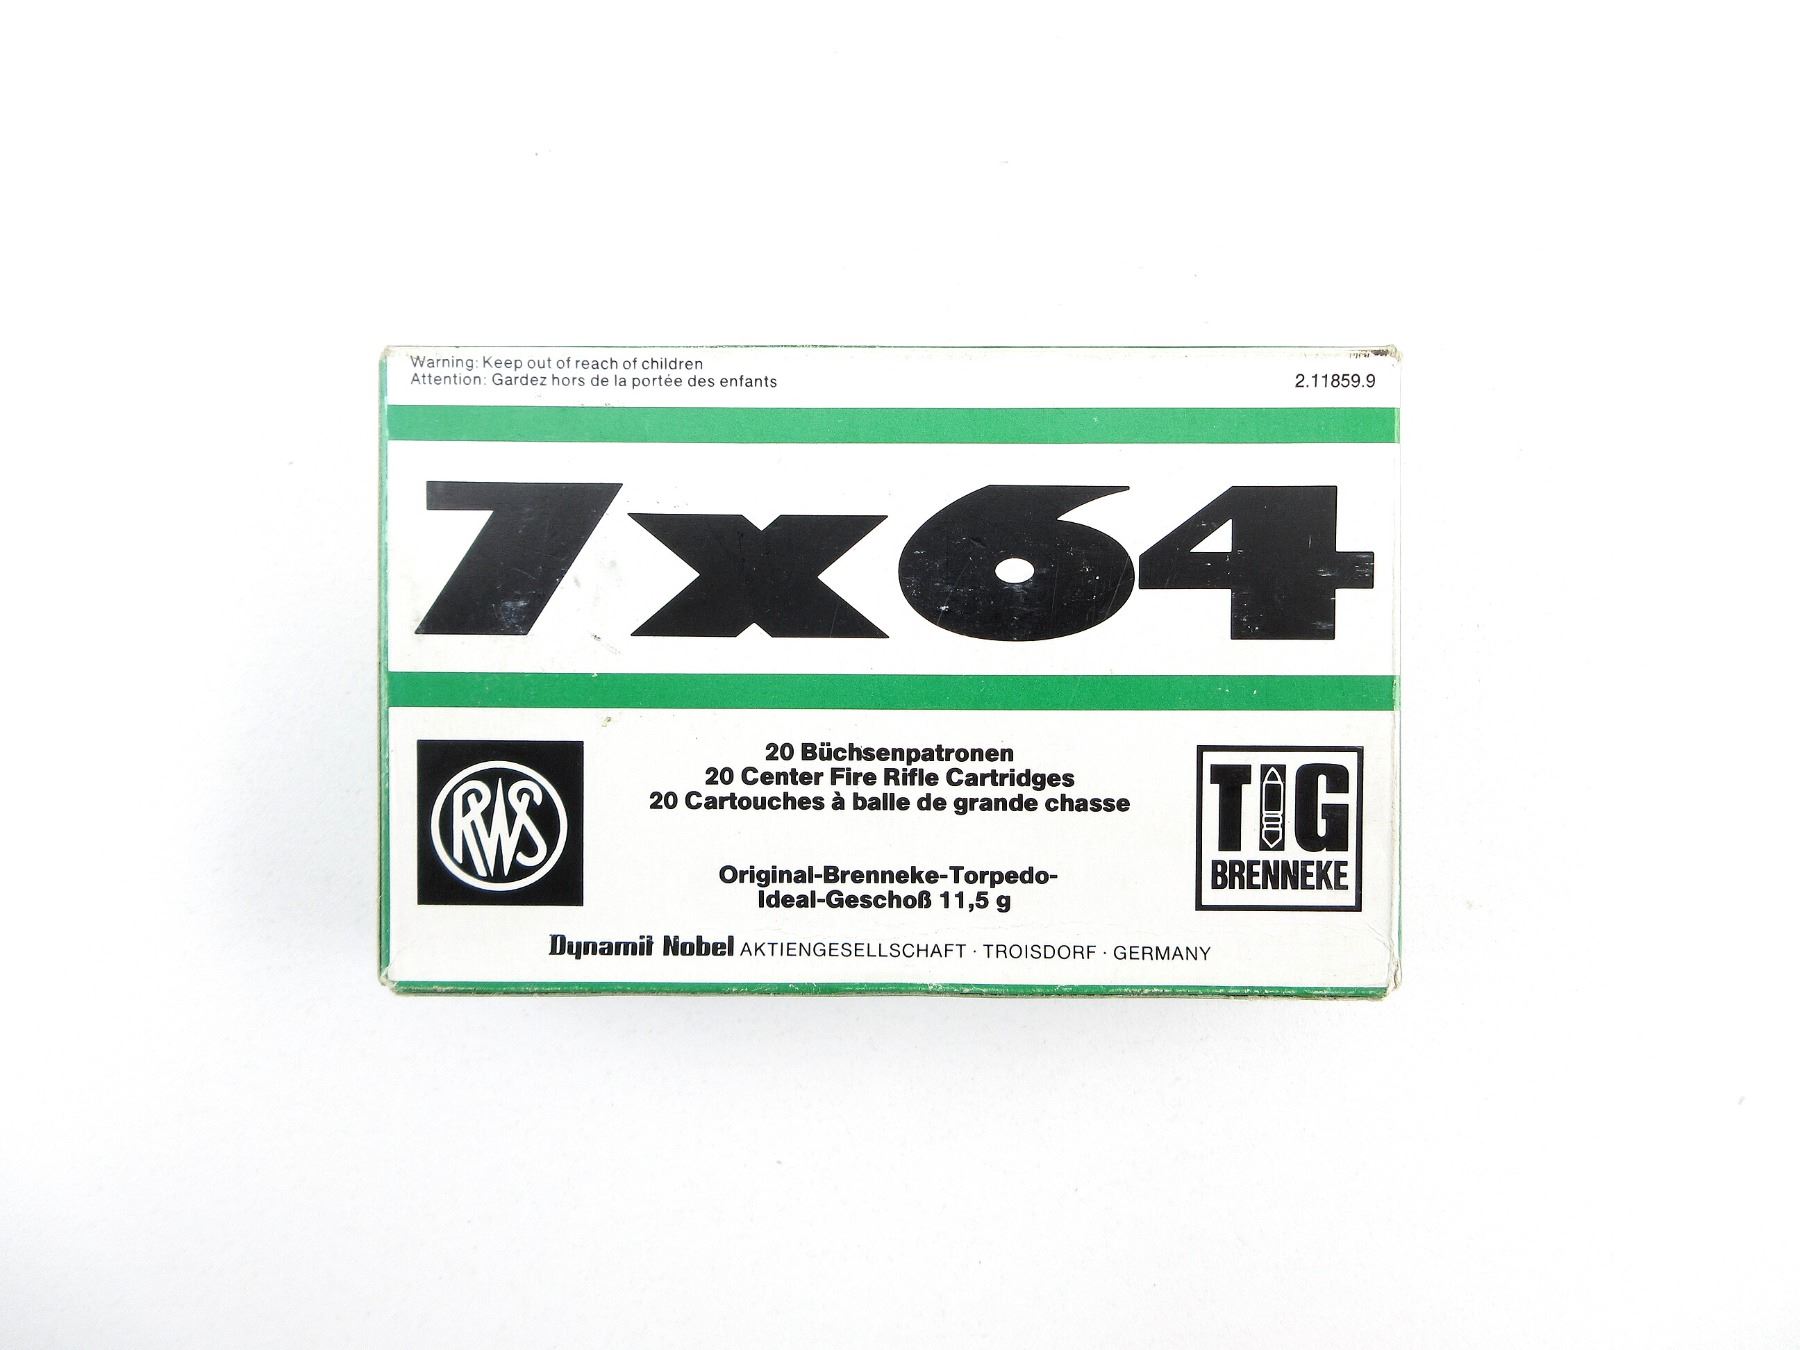 Warning: Keep out of reach of children
Attention: Gardez hors de la portée des enfants
2.11859.9
7x64
RWS
20 Büchsenpatronen
20 Center Fire Rifle Cartridges
20 Cartouches à balle de grande chasse
Original-Brenneke-Torpedo-
Ideal-Geschoß 11,5 g
TIG
BRENNEKE
Dynamit Nobel AKTIENGESELLSCHAFT · TROISDORF · GERMANY